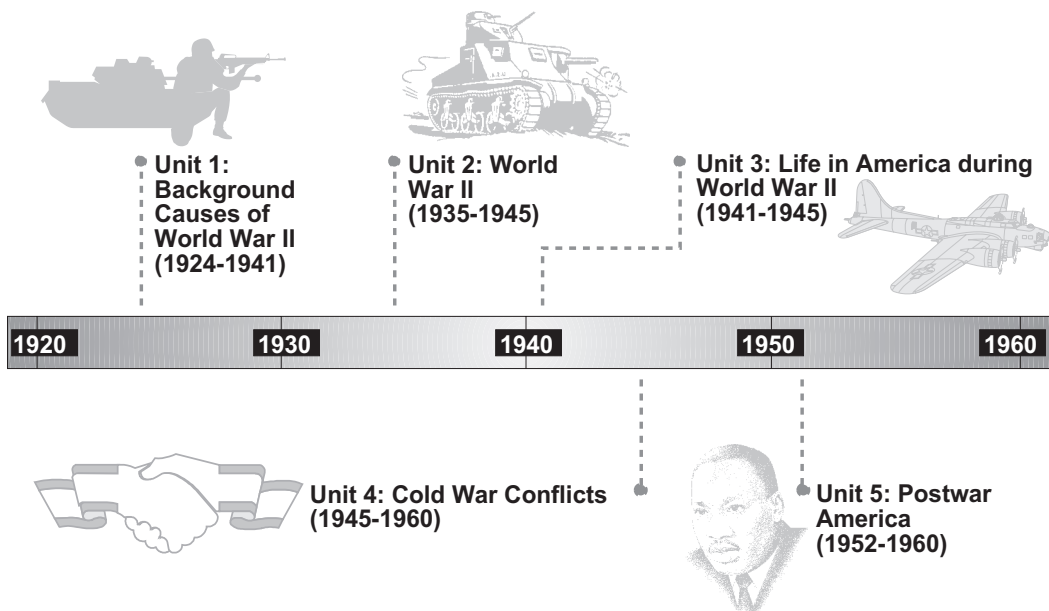 Unit 1:
Background
Causes of
World War II
(1924-1941)
Unit 2: World
War II
(1935-1945)
Unit 3: Life in America during
World War II
(1941-1945)
1920
1930
1940
1950
1960
Unit 4: Cold War Conflicts
(1945-1960)
Unit 5: Postwar
America
(1952-1960)